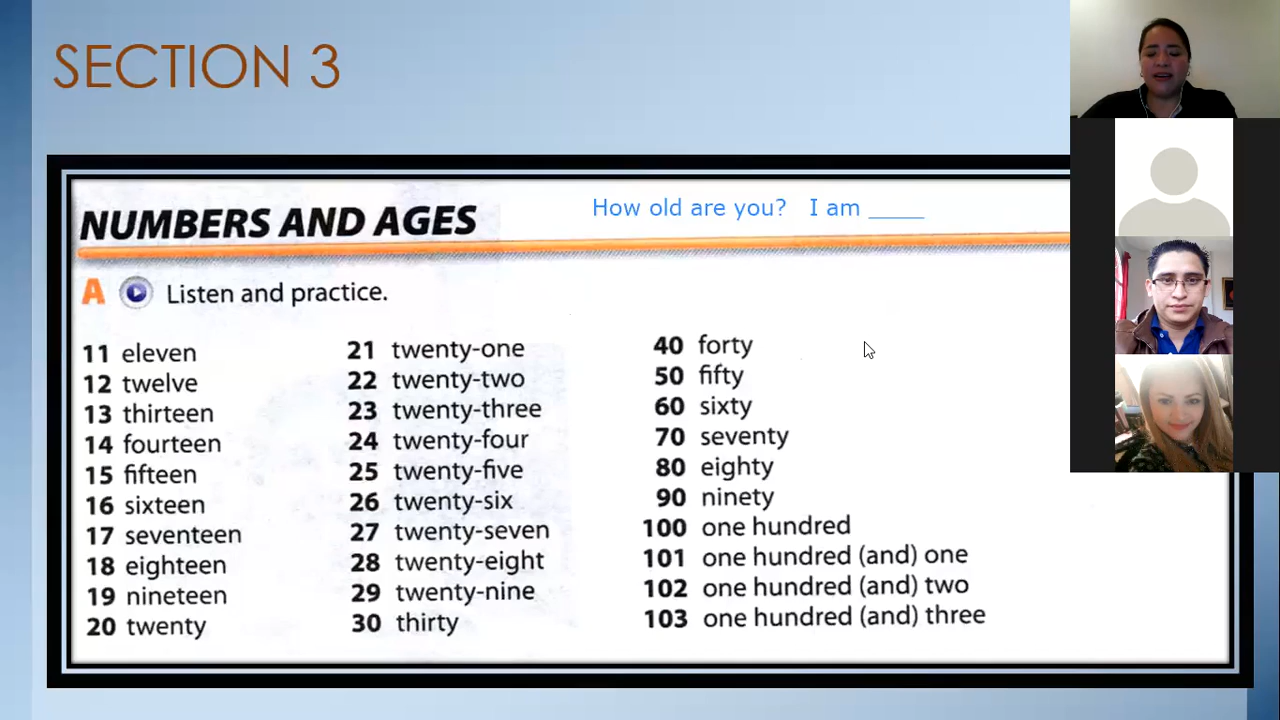 SECTION 3
NUMBERS AND AGES
How old are you? I am _____
A Listen and practice.
11 eleven
12 twelve
13 thirteen
14 fourteen
15 fifteen
16 sixteen
17 seventeen
18 eighteen
19 nineteen
20 twenty
21 twenty-one
22 twenty-two
23 twenty-three
24 twenty-four
25 twenty-five
26 twenty-six
27 twenty-seven
28 twenty-eight
29 twenty-nine
30 thirty
40 forty
50 fifty
60 sixty
70 seventy
80 eighty
90 ninety
100 one hundred
101 one hundred (and) one
102 one hundred (and) two
103 one hundred (and) three